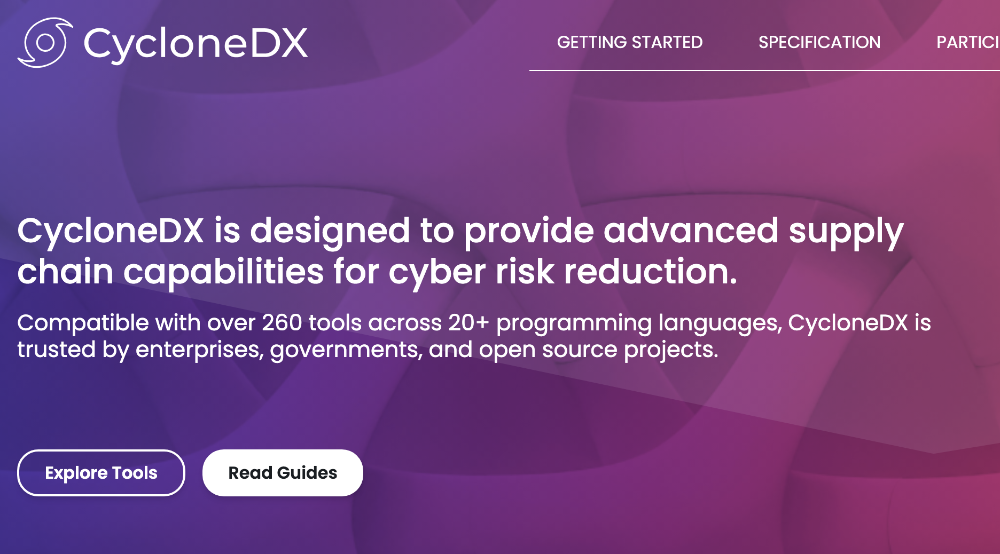 CycloneDX
GETTING STARTED
SPECIFICATION
PARTICI
CycloneDX is designed to provide advanced supply
chain capabilities for cyber risk reduction.
Compatible with over 260 tools across 20+ programming languages, CycloneDX is
trusted by enterprises, governments, and open source projects.
Explore Tools
Read Guides